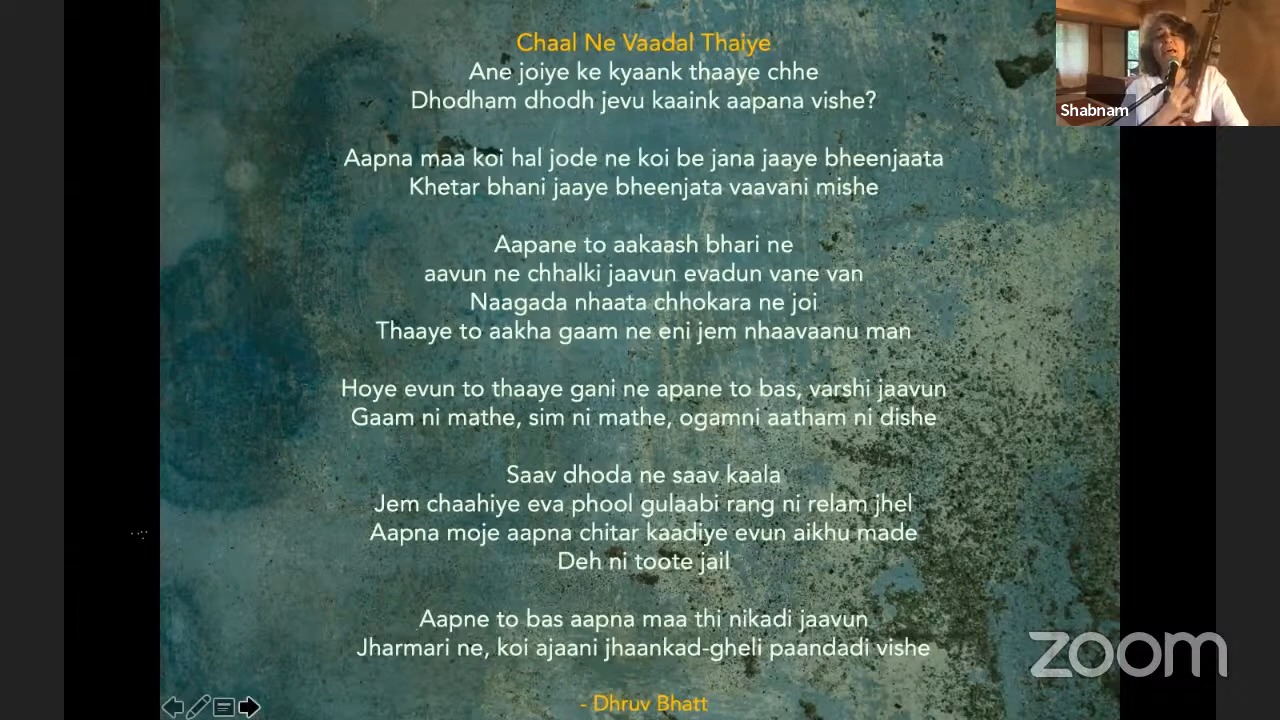 Chaal Ne Vaadal Thaiye
Ane joiye ke kyaank thaaye chhe
Dhodham dhodh jevu kaaink aapana vishe?
Aapna maa koi hal jode ne koi be jana jaaye bheenjaata
Khetar bhani jaaye bheenjata vaavani mishe
Aapane to aakaash bhari ne
aavun ne chhalki jaavun evadun vane van
Naagada nhaata chhokara ne joi
Thaaye to aakha gaam ne eni jem nhaavaanu man
Hoye evun to thaaye gani ne apane to bas, varshi jaavun
Gaam ni mathe, sim ni mathe, ogamni aatham ni dishe
Saav dhoda ne saav kaala
Jem chaahiye eva phool gulaabi rang ni relam jhel
Aapna moje aapna chitar kaadiye evun aikhu made
Deh ni toote jail
Aapne to bas aapna maa thi nikadi jaavun
Jharmari ne, koi ajaani jhaankad-gheli paandadi vishe
- Dhruv Bhatt
Shabnam
zoom